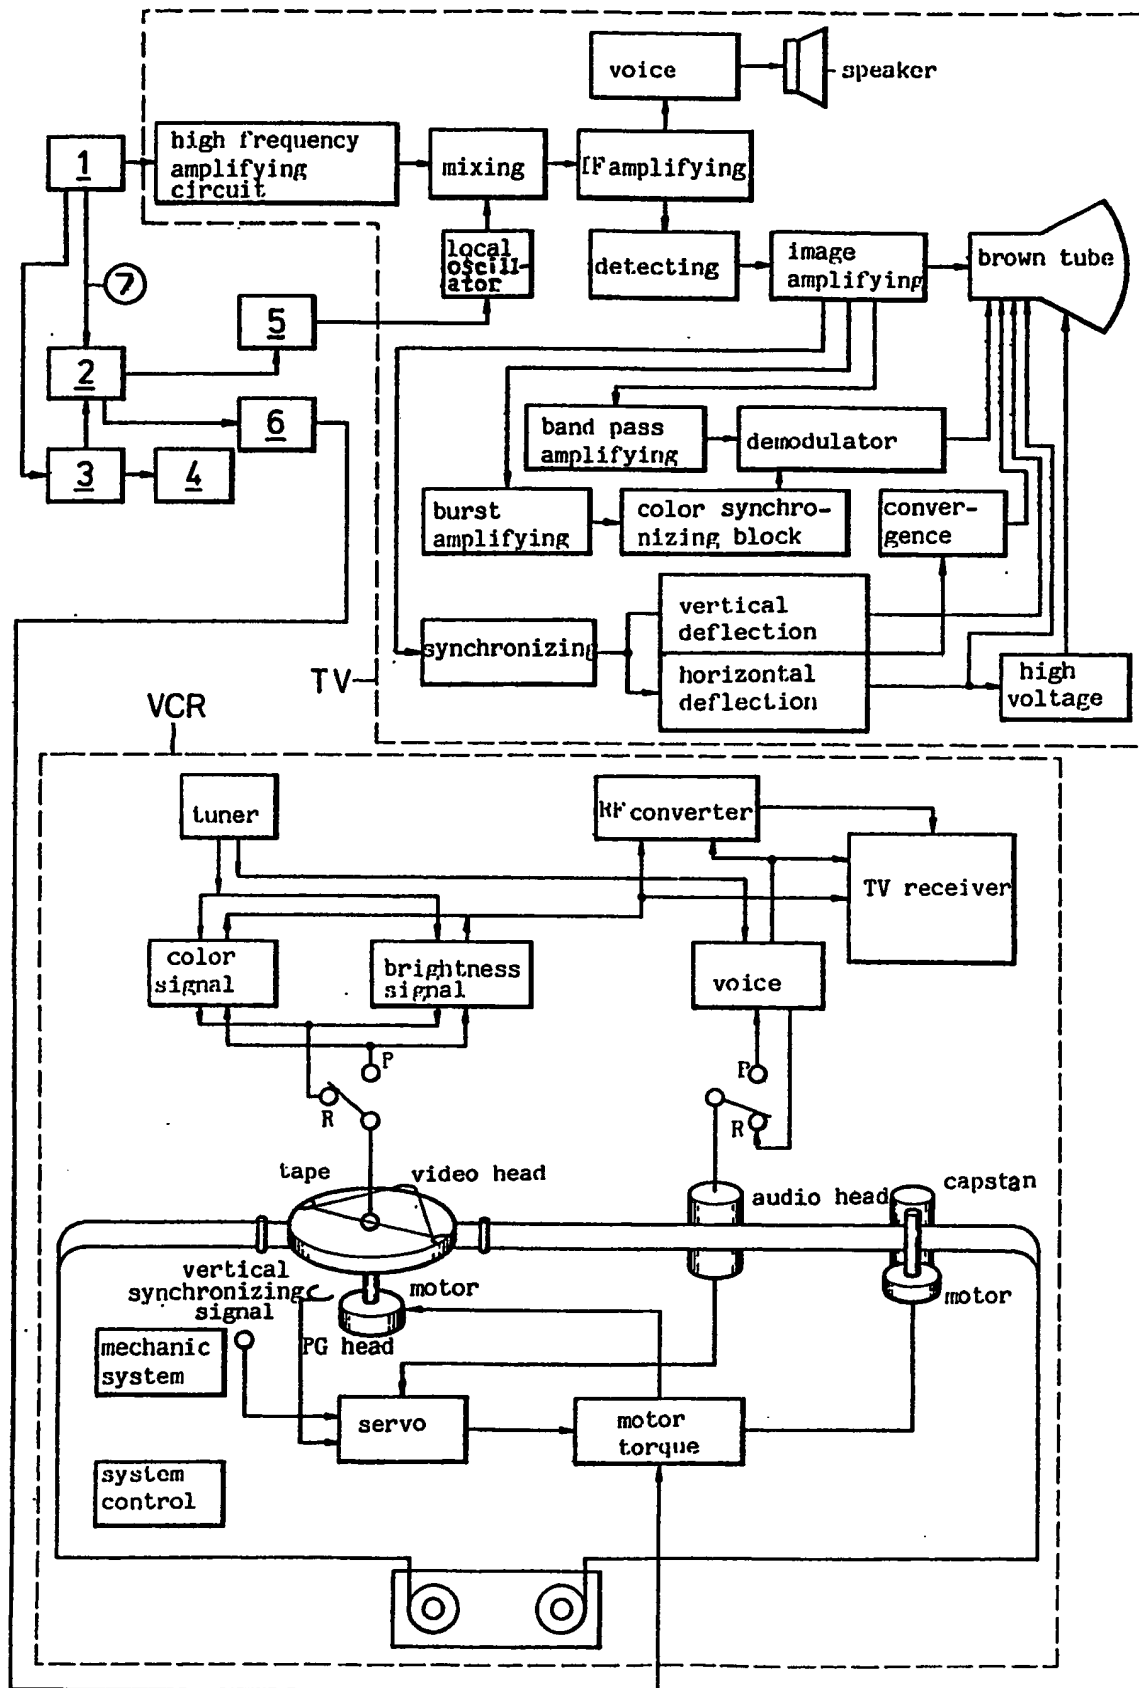 voice
speaker
1
high frequency
amplifying
circuit
mixing
IF amplifying
local
oscill-
ator
detecting
image
amplifying
brown tube
7
5
2
6
3
4
band pass
amplifying
demodulator
burst
amplifying
color synchro-
nizing block
conver-
gence
synchronizing
vertical
deflection
horizontal
deflection
high
voltage
TV
VCR
tuner
RF converter
TV receiver
color
signal
brightness
signal
voice
P
R
P
R
tape
video head
audio head
capstan
vertical
synchronizing
signal
motor
motor
PG head
mechanic
system
servo
motor
torque
system
control